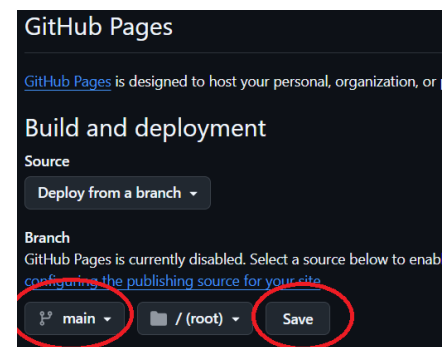 GitHub Pages
GitHub Pages is designed to host your personal, organization, or
Build and deployment
Source
Deploy from a branch
Branch
GitHub Pages is currently disabled. Select a source below to enab
configuring the publishing source for your site
main / (root) Save